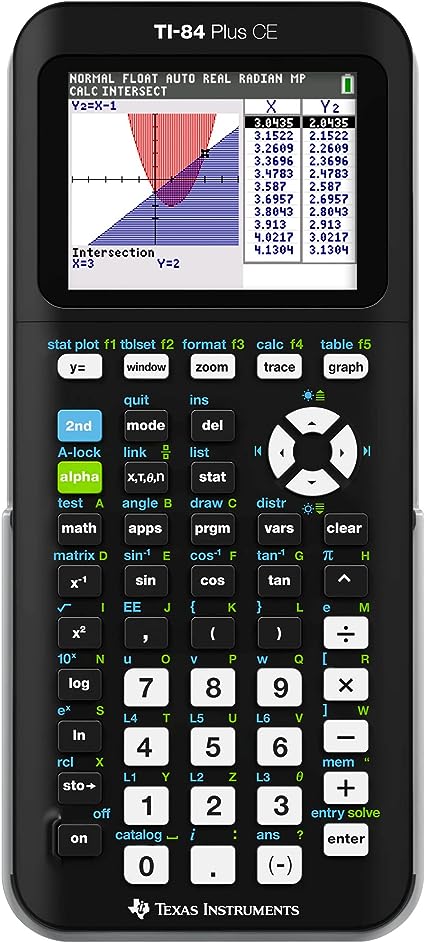 TI-84 Plus CE
NORMAL FLOAT AUTO REAL RADIAN MP
CALC INTERSECT
Y2=X-1
X Y2
3.0435 2.0435
3.1522 2.1522
3.2609 2.2609
3.3696 2.3696
3.4783 2.4783
3.587 2.587
3.6957 2.6957
3.8043 2.8043
3.913 2.913
4.0217 3.0217
4.1304 3.1304
Intersection
X=3 Y=2
stat plot f1 tblset f2 format f3 calc f4 table f5
y= window zoom trace graph
quit ins
2nd mode del
A-lock link list
alpha X,T,θ,n stat
test A angle B draw C distr
math apps prgm vars clear
matrix D sin⁻¹ E cos⁻¹ F tan⁻¹ G π H
x⁻¹ sin cos tan ^
√ I EE J { K } L e M
x² , ( ) ÷
10ˣ N u O v P w Q [ R
log 7 8 9 ×
eˣ S L4 T L5 U L6 V ] W
ln 4 5 6 −
rcl X L1 Y L2 Z L3 θ mem "
sto→ 1 2 3 +
off catalog ⎵ i : ans ? entry solve
on 0 . (-) enter
TEXAS INSTRUMENTS